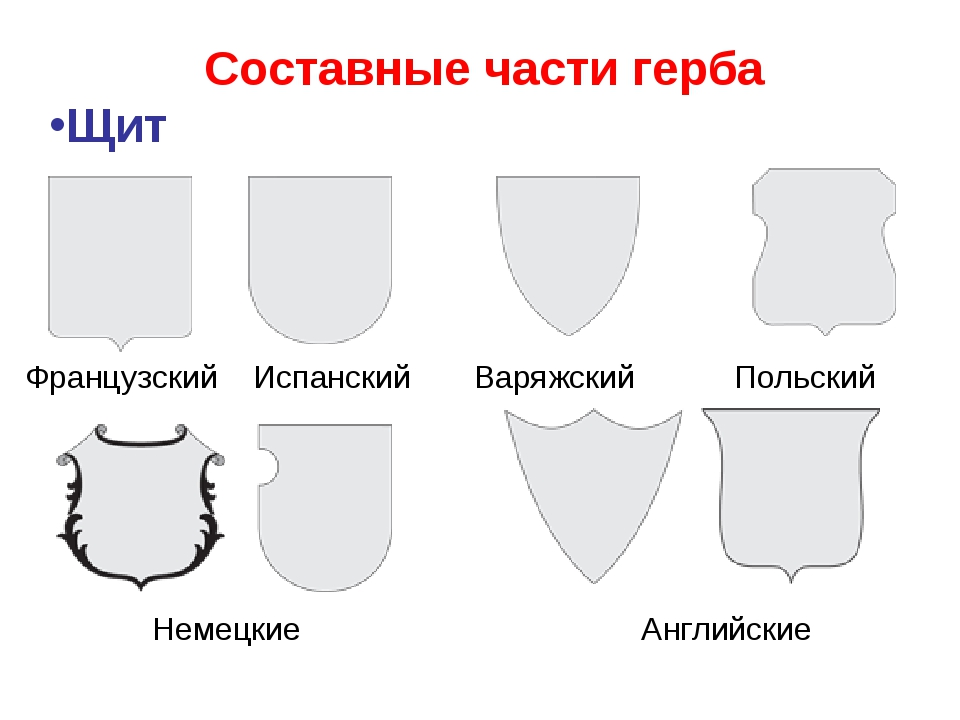 Составные части герба
•Щит
Французский Испанский Варяжский Польский
Немецкие Английские